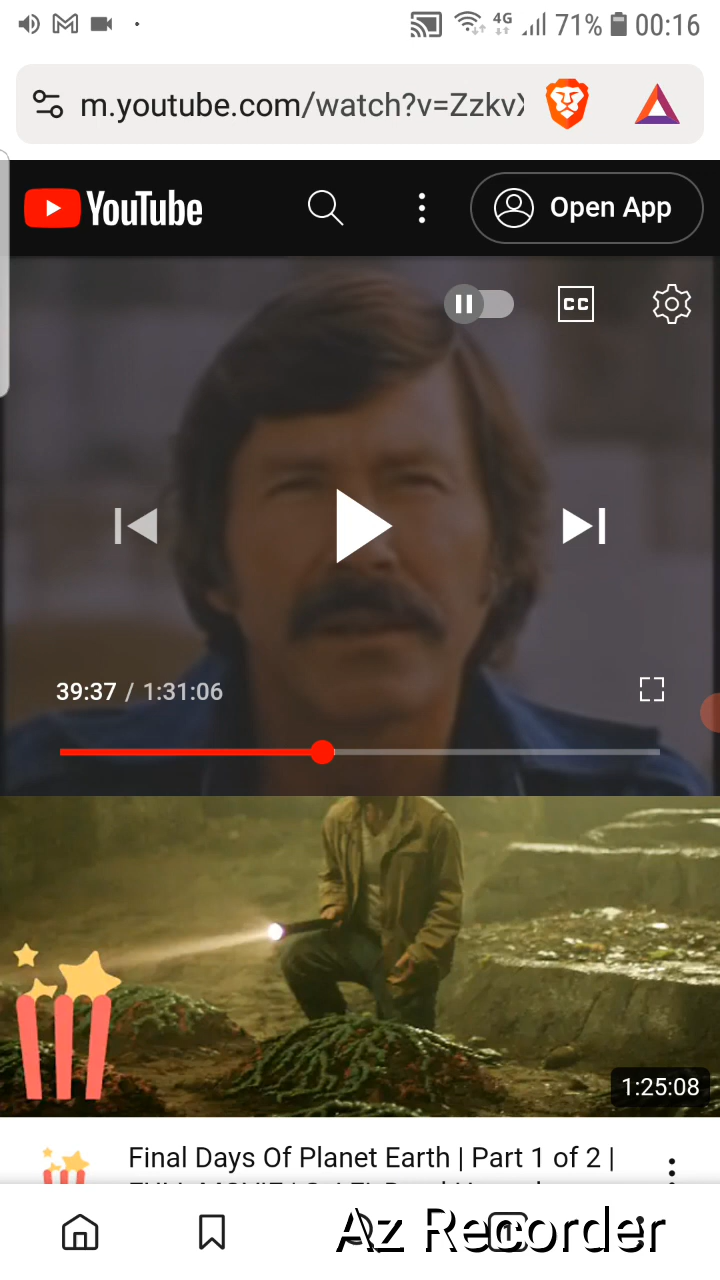 4G
71%
00:16
m.youtube.com/watch?v=Zzkv
YouTube
Open App
CC
39:37 / 1:31:06
1:25:08
Final Days Of Planet Earth | Part 1 of 2 |
Az Recorder